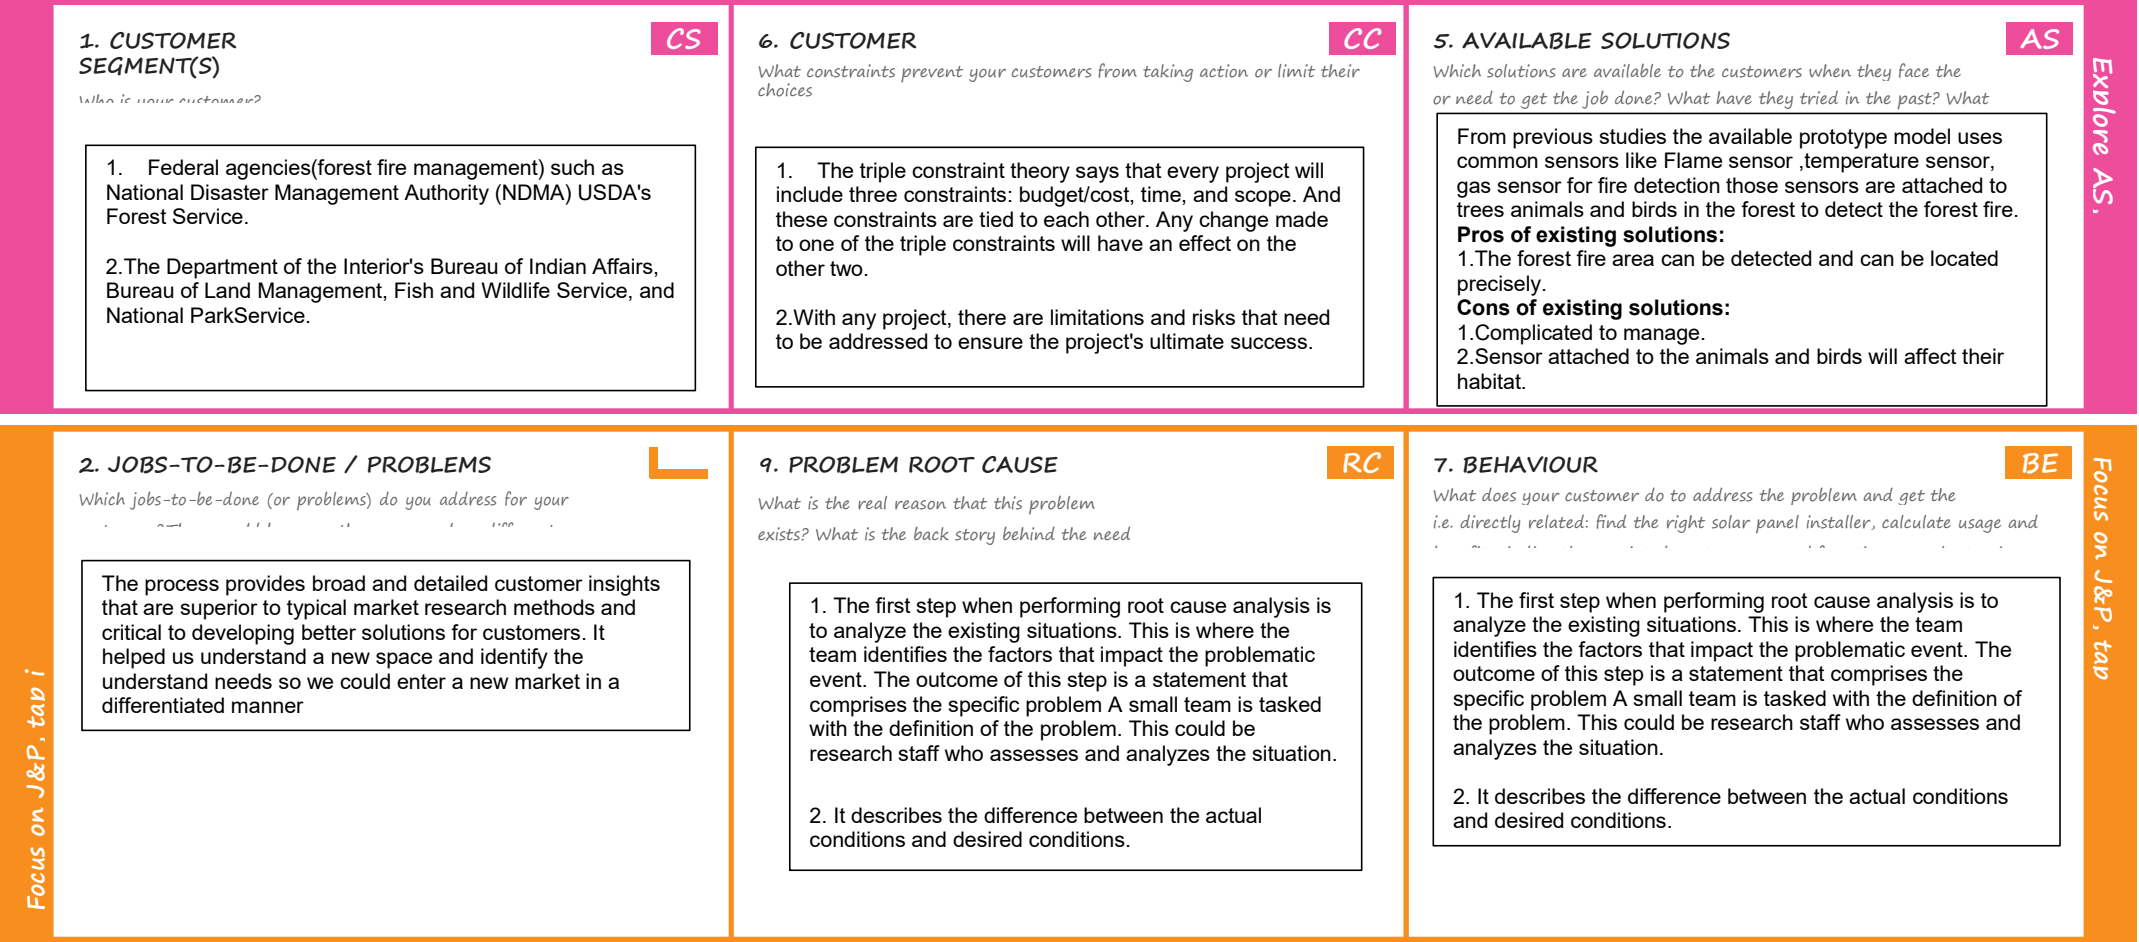 1. CUSTOMER
SEGMENT(S)
CS
Who is your customer?
1. Federal agencies(forest fire management) such as
National Disaster Management Authority (NDMA) USDA's
Forest Service.
2.The Department of the Interior's Bureau of Indian Affairs,
Bureau of Land Management, Fish and Wildlife Service, and
National ParkService.
6. CUSTOMER
CC
What constraints prevent your customers from taking action or limit their
choices
1. The triple constraint theory says that every project will
include three constraints: budget/cost, time, and scope. And
these constraints are tied to each other. Any change made
to one of the triple constraints will have an effect on the
other two.
2.With any project, there are limitations and risks that need
to be addressed to ensure the project's ultimate success.
5. AVAILABLE SOLUTIONS
AS
Which solutions are available to the customers when they face the
or need to get the job done? What have they tried in the past? What
From previous studies the available prototype model uses
common sensors like Flame sensor ,temperature sensor,
gas sensor for fire detection those sensors are attached to
trees animals and birds in the forest to detect the forest fire.
Pros of existing solutions:
1.The forest fire area can be detected and can be located
precisely.
Cons of existing solutions:
1.Complicated to manage.
2.Sensor attached to the animals and birds will affect their
habitat.
Explore AS,
Focus on J&P, tap i
2. JOBS-TO-BE-DONE / PROBLEMS
Which jobs-to-be-done (or problems) do you address for your
The process provides broad and detailed customer insights
that are superior to typical market research methods and
critical to developing better solutions for customers. It
helped us understand a new space and identify the
understand needs so we could enter a new market in a
differentiated manner
9. PROBLEM ROOT CAUSE
RC
What is the real reason that this problem
exists? What is the back story behind the need
1. The first step when performing root cause analysis is
to analyze the existing situations. This is where the
team identifies the factors that impact the problematic
event. The outcome of this step is a statement that
comprises the specific problem A small team is tasked
with the definition of the problem. This could be
research staff who assesses and analyzes the situation.
2. It describes the difference between the actual
conditions and desired conditions.
7. BEHAVIOUR
BE
What does your customer do to address the problem and get the
i.e. directly related: find the right solar panel installer, calculate usage and
1. The first step when performing root cause analysis is to
analyze the existing situations. This is where the team
identifies the factors that impact the problematic event. The
outcome of this step is a statement that comprises the
specific problem A small team is tasked with the definition of
the problem. This could be research staff who assesses and
analyzes the situation.
2. It describes the difference between the actual conditions
and desired conditions.
Focus on J&P, tap